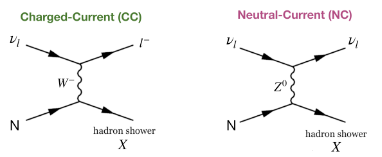 Charged-Current (CC)
ν_l
l⁻
W⁻
N
hadron shower
X
Neutral-Current (NC)
ν_l
ν_l
Z⁰
N
hadron shower
X